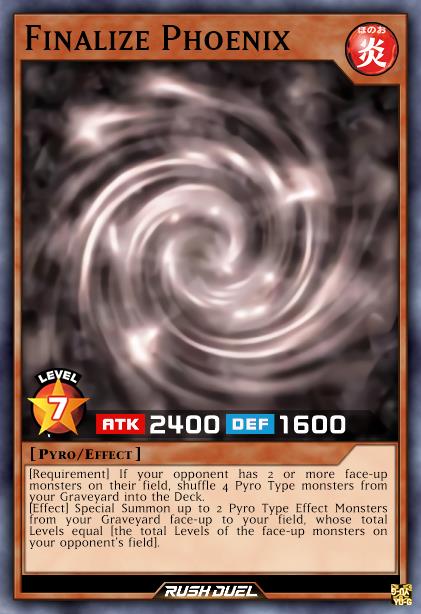 Finalize Phoenix
ほのお
炎
LEVEL
7
ATK 2400 DEF 1600
[Pyro/Effect]
[Requirement] If your opponent has 2 or more face-up
monsters on their field, shuffle 4 Pyro Type monsters from
your Graveyard into the Deck.
[Effect] Special Summon up to 2 Pyro Type Effect Monsters
from your Graveyard face-up to your field, whose total
Levels equal [the total Levels of the face-up monsters on
your opponent's field].
RUSH DUEL